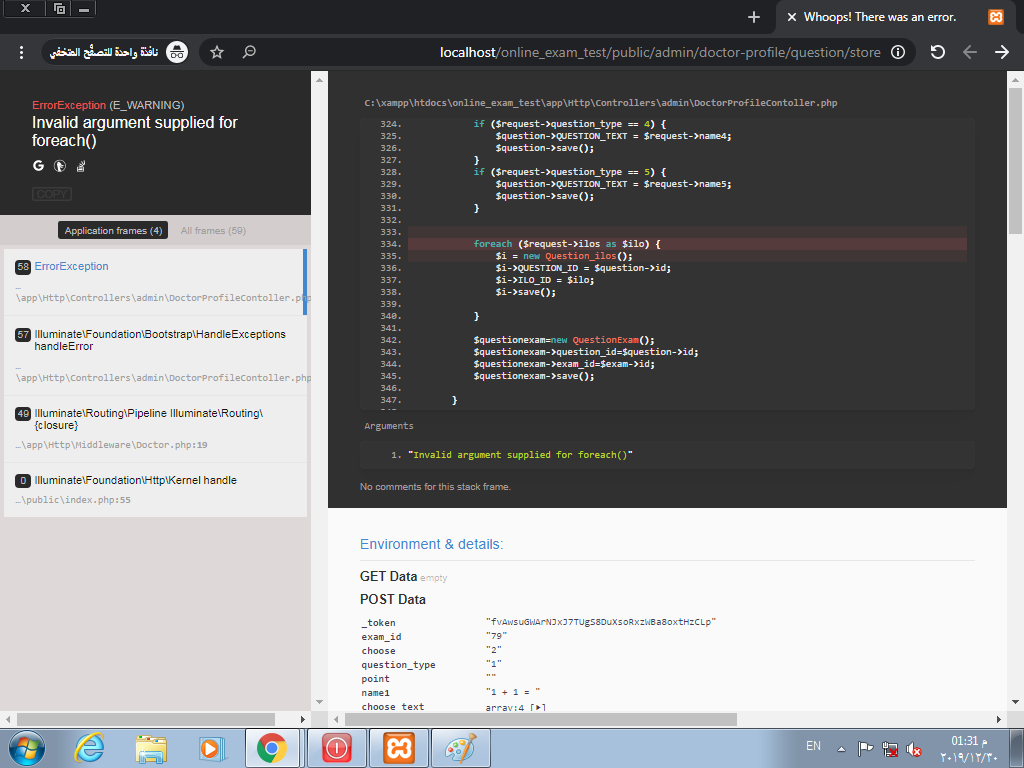 Whoops! There was an error.
نافذة واحدة للتصفُّح المتخفي
localhost/online_exam_test/public/admin/doctor-profile/question/store
ErrorException (E_WARNING)
Invalid argument supplied for
foreach()
COPY
Application frames (4)
All frames (59)
58 ErrorException
…
\app\Http\Controllers\admin\DoctorProfileContoller.php
57 Illuminate\Foundation\Bootstrap\HandleExceptions
handleError
…
\app\Http\Controllers\admin\DoctorProfileContoller.php
49 Illuminate\Routing\Pipeline Illuminate\Routing\
{closure}
…\app\Http\Middleware\Doctor.php:19
0 Illuminate\Foundation\Http\Kernel handle
…\public\index.php:55
C:\xampp\htdocs\online_exam_test\app\Http\Controllers\admin\DoctorProfileContoller.php
324. if ($request->question_type == 4) {
325. $question->QUESTION_TEXT = $request->name4;
326. $question->save();
327. }
328. if ($request->question_type == 5) {
329. $question->QUESTION_TEXT = $request->name5;
330. $question->save();
331. }
332.
333.
334. foreach ($request->ilos as $ilo) {
335. $i = new Question_ilos();
336. $i->QUESTION_ID = $question->id;
337. $i->ILO_ID = $ilo;
338. $i->save();
339.
340. }
341.
342. $questionexam=new QuestionExam();
343. $questionexam->question_id=$question->id;
344. $questionexam->exam_id=$exam->id;
345. $questionexam->save();
346.
347. }
Arguments
1. "Invalid argument supplied for foreach()"
No comments for this stack frame.
Environment & details:
GET Data empty
POST Data
_token "fvAwsuGWArNJxJ7TUgS8DuXsoRxzWBa8oxtHzCLp"
exam_id "79"
choose "2"
question_type "1"
point ""
name1 "1 + 1 = "
choose text array:4 [▶]
EN
01:31 م
٢٠١٩/١٢/٣٠